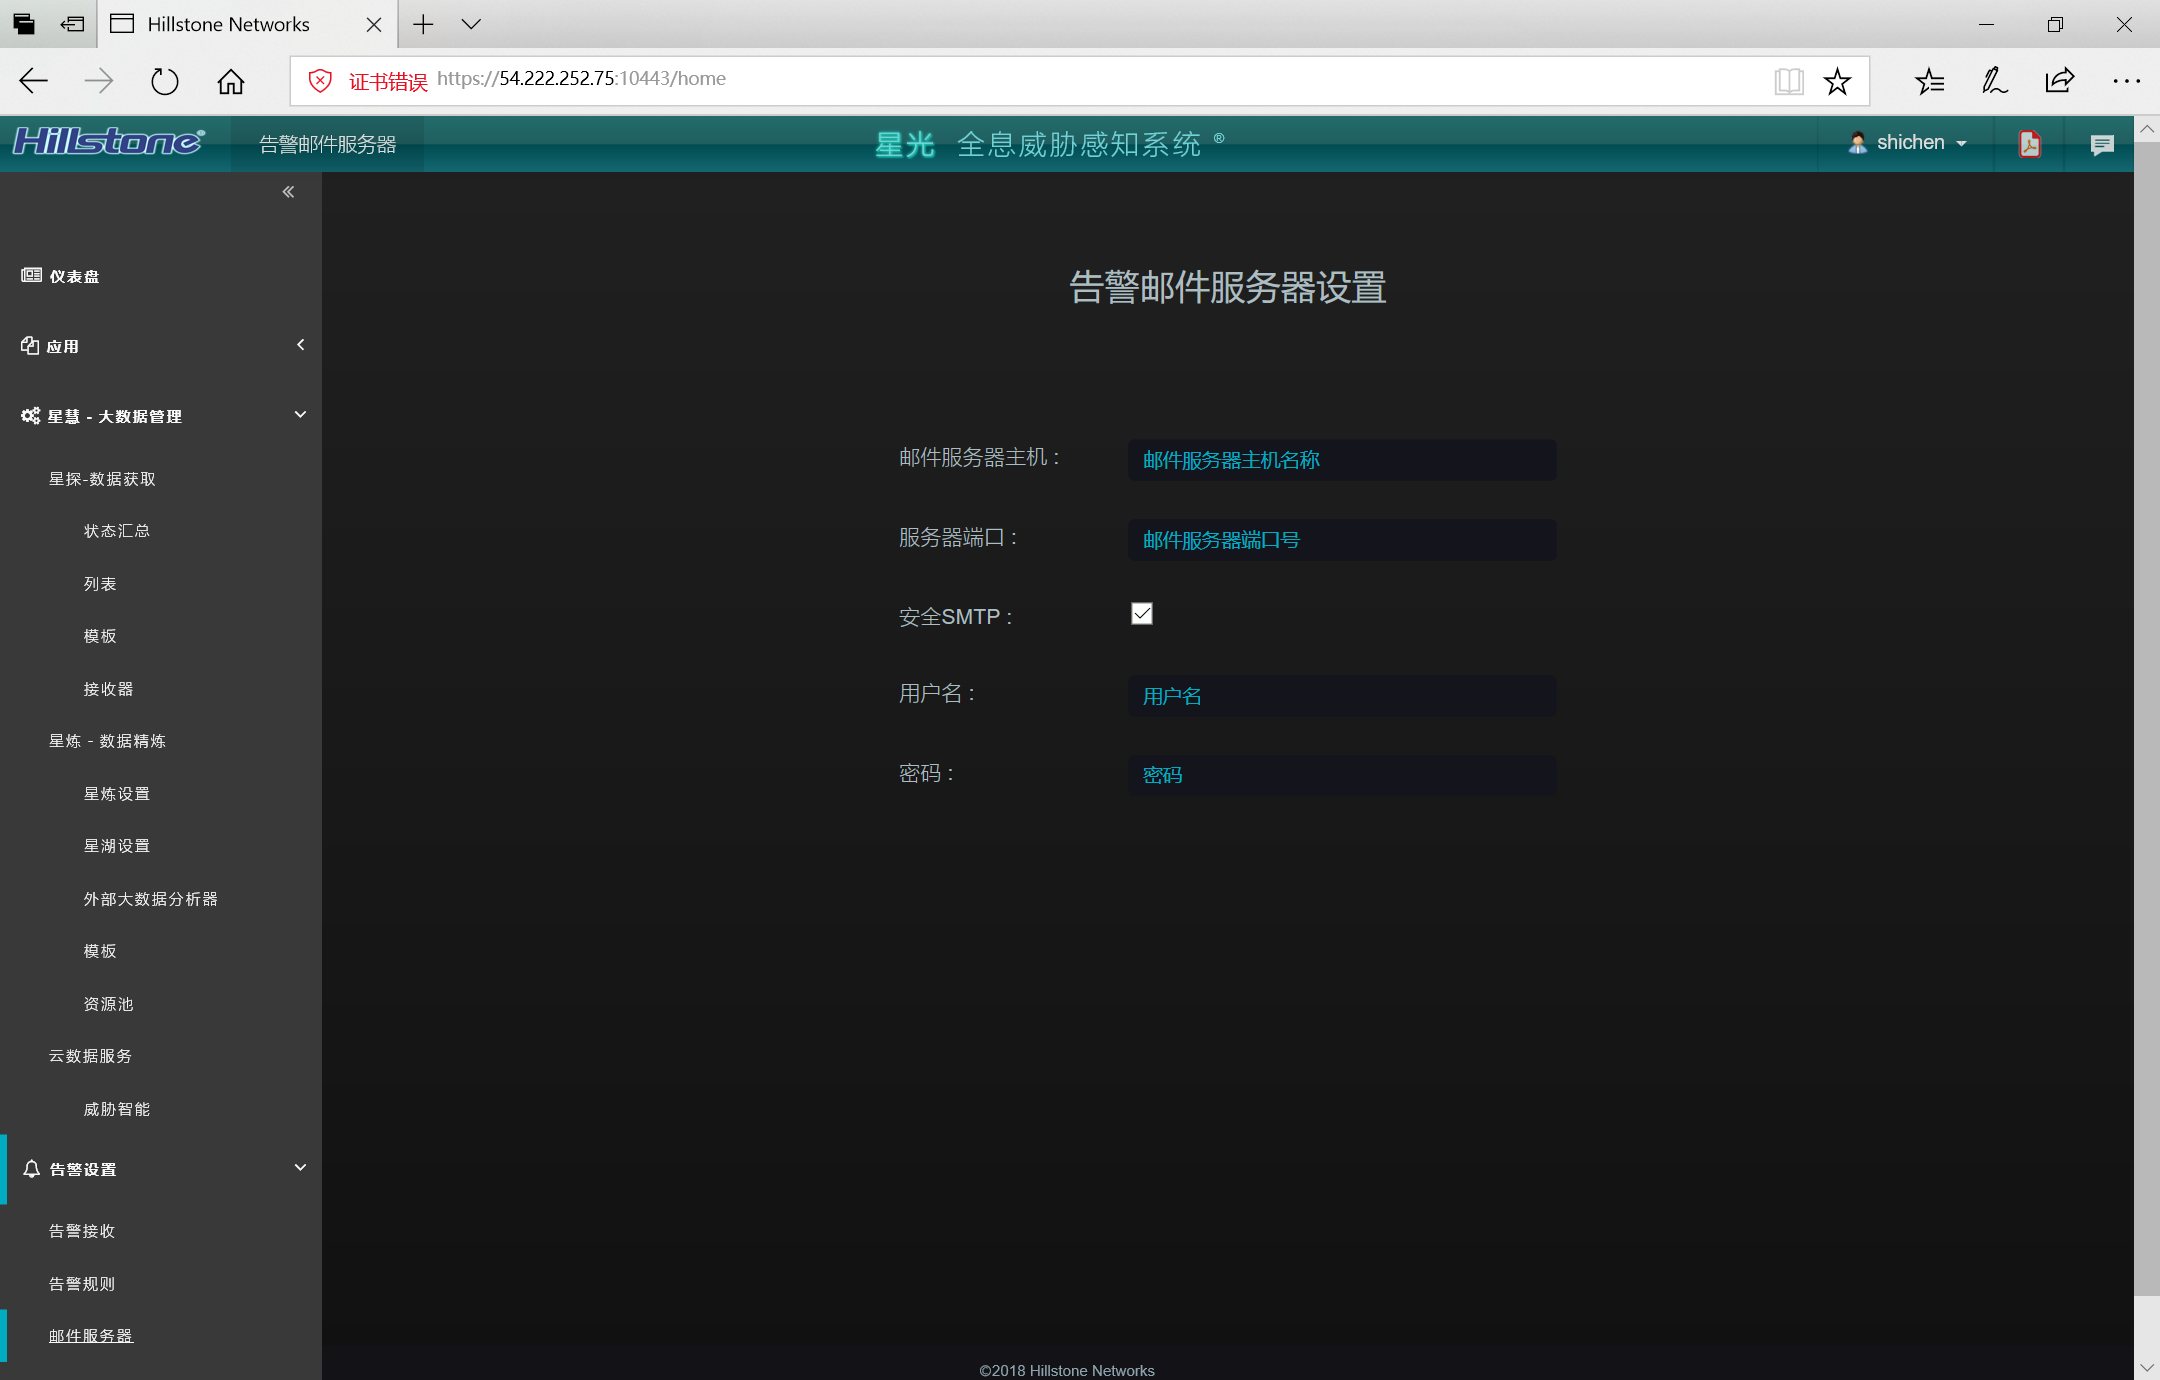 Hillstone Networks
证书错误 https://54.222.252.75:10443/home
Hillstone®
告警邮件服务器
星光 全息威胁感知系统 ®
shichen
仪表盘
应用
星慧 - 大数据管理
星探-数据获取
状态汇总
列表
模板
接收器
星炼 - 数据精炼
星炼设置
星湖设置
外部大数据分析器
模板
资源池
云数据服务
威胁智能
告警设置
告警接收
告警规则
邮件服务器
告警邮件服务器设置
邮件服务器主机 : 邮件服务器主机名称
服务器端口 : 邮件服务器端口号
安全SMTP :
用户名 : 用户名
密码 : 密码
©2018 Hillstone Networks